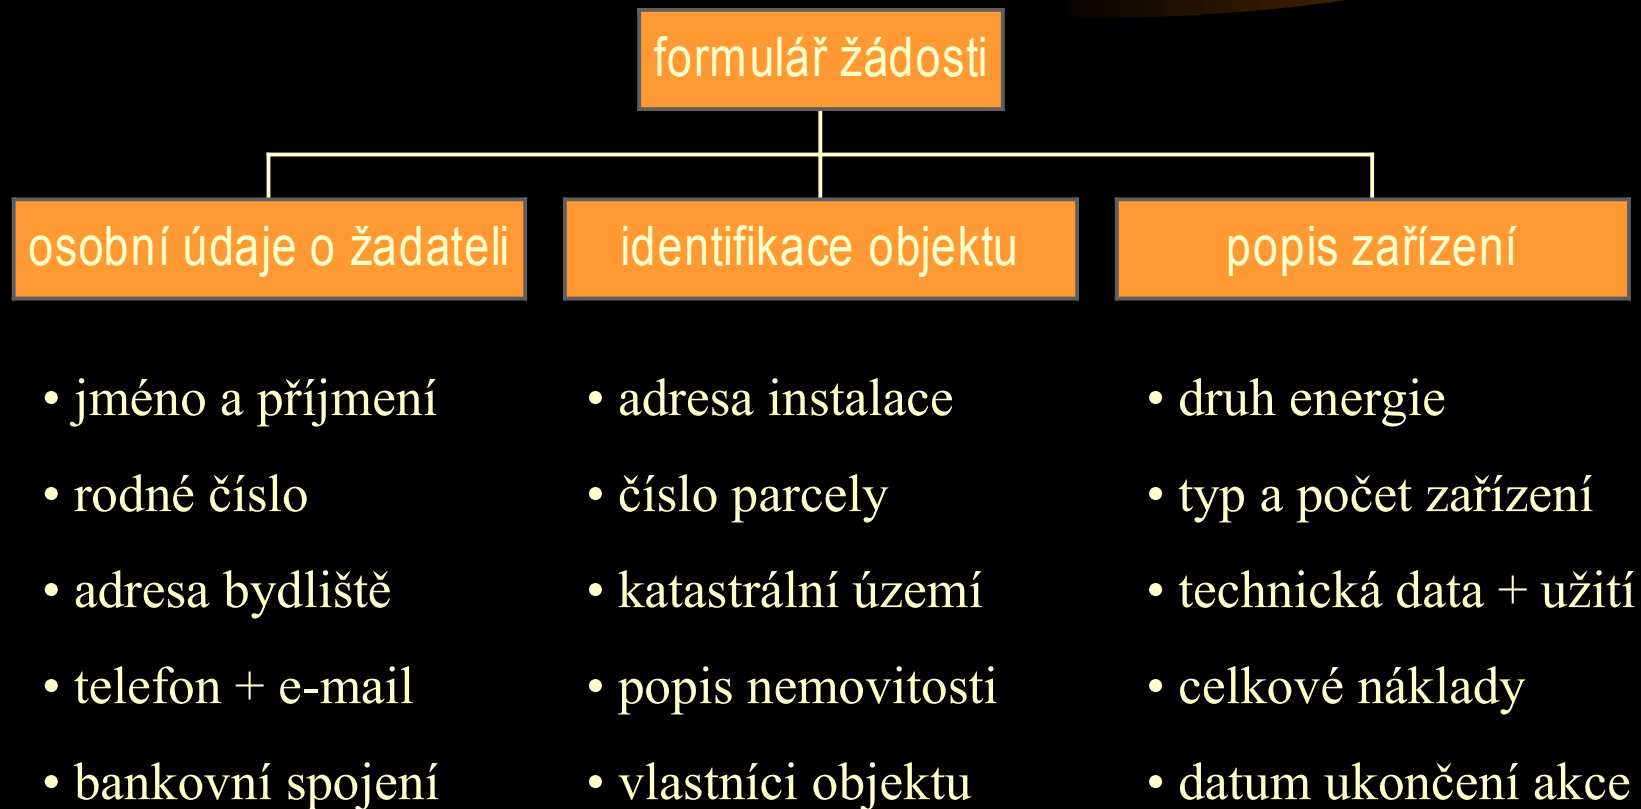 formulář žádosti
osobní údaje o žadateli
identifikace objektu
popis zařízení
• jméno a příjmení
• rodné číslo
• adresa bydliště
• telefon + e-mail
• bankovní spojení
• adresa instalace
• číslo parcely
• katastrální území
• popis nemovitosti
• vlastníci objektu
• druh energie
• typ a počet zařízení
• technická data + užití
• celkové náklady
• datum ukončení akce